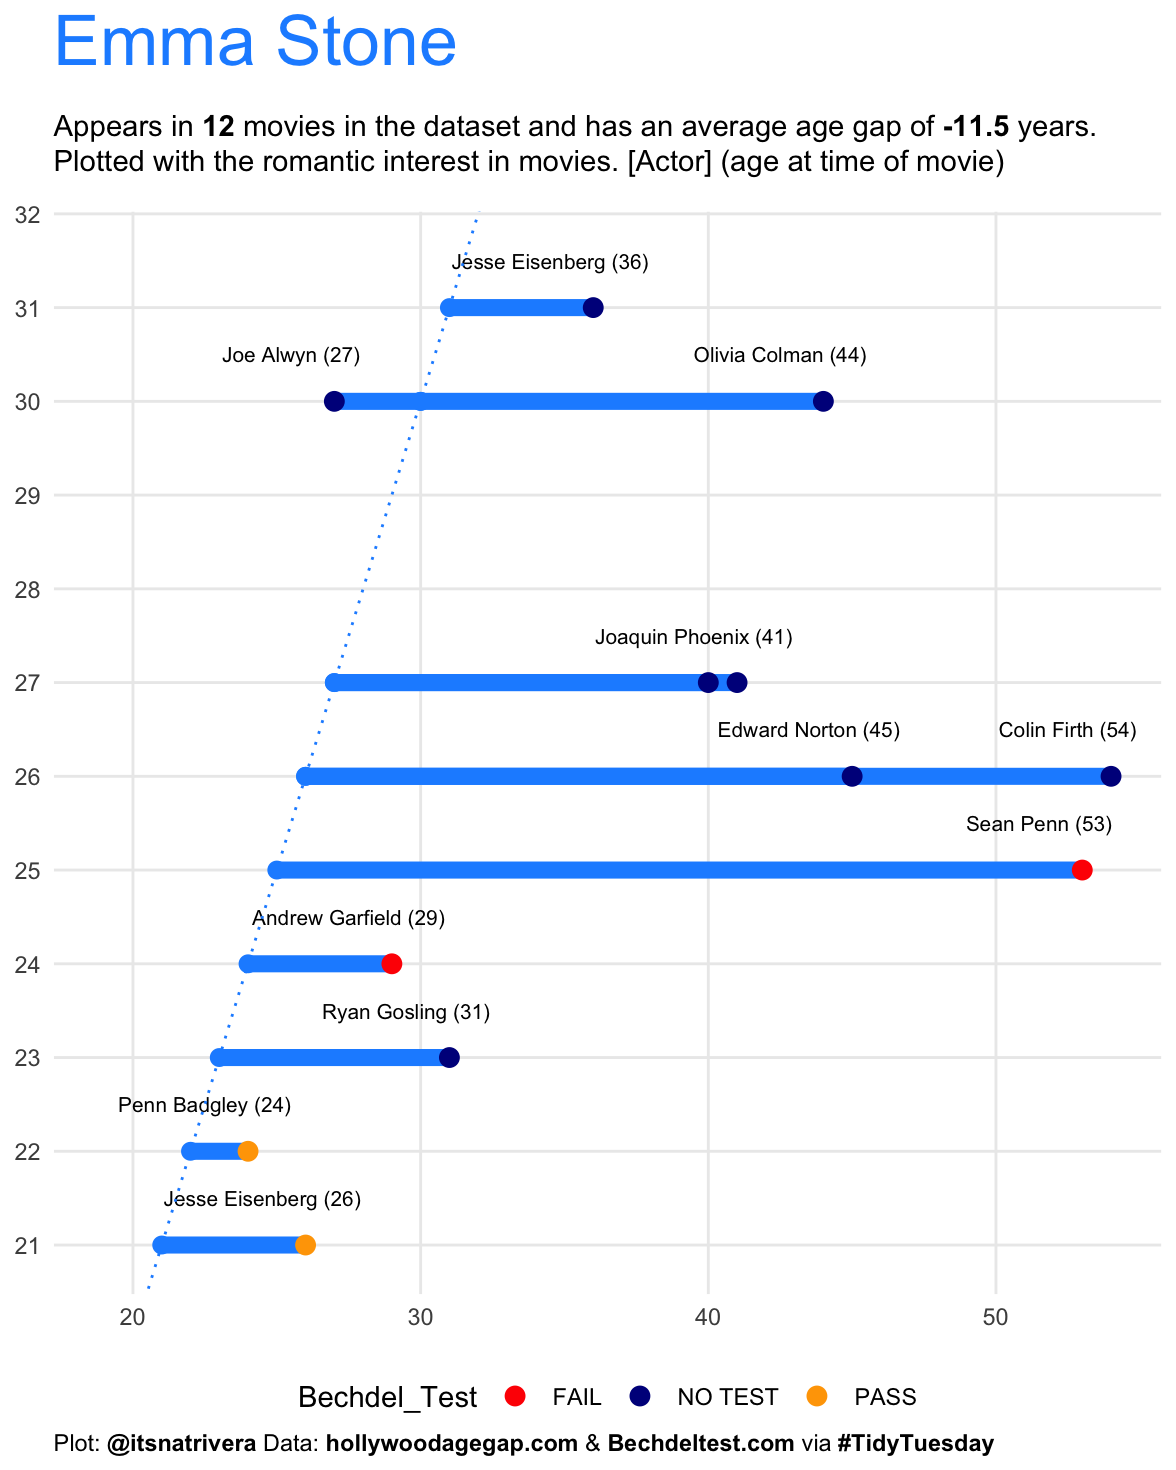 Emma Stone
Appears in 12 movies in the dataset and has an average age gap of -11.5 years.
Plotted with the romantic interest in movies. [Actor] (age at time of movie)
32
Jesse Eisenberg (36)
31
Joe Alwyn (27) Olivia Colman (44)
30
29
28
Joaquin Phoenix (41)
27
Edward Norton (45) Colin Firth (54)
26
Sean Penn (53)
25
Andrew Garfield (29)
24
Ryan Gosling (31)
23
Penn Badgley (24)
22
Jesse Eisenberg (26)
21
20 30 40 50
Bechdel_Test FAIL NO TEST PASS
Plot: @itsnatrivera Data: hollywoodagegap.com & Bechdeltest.com via #TidyTuesday